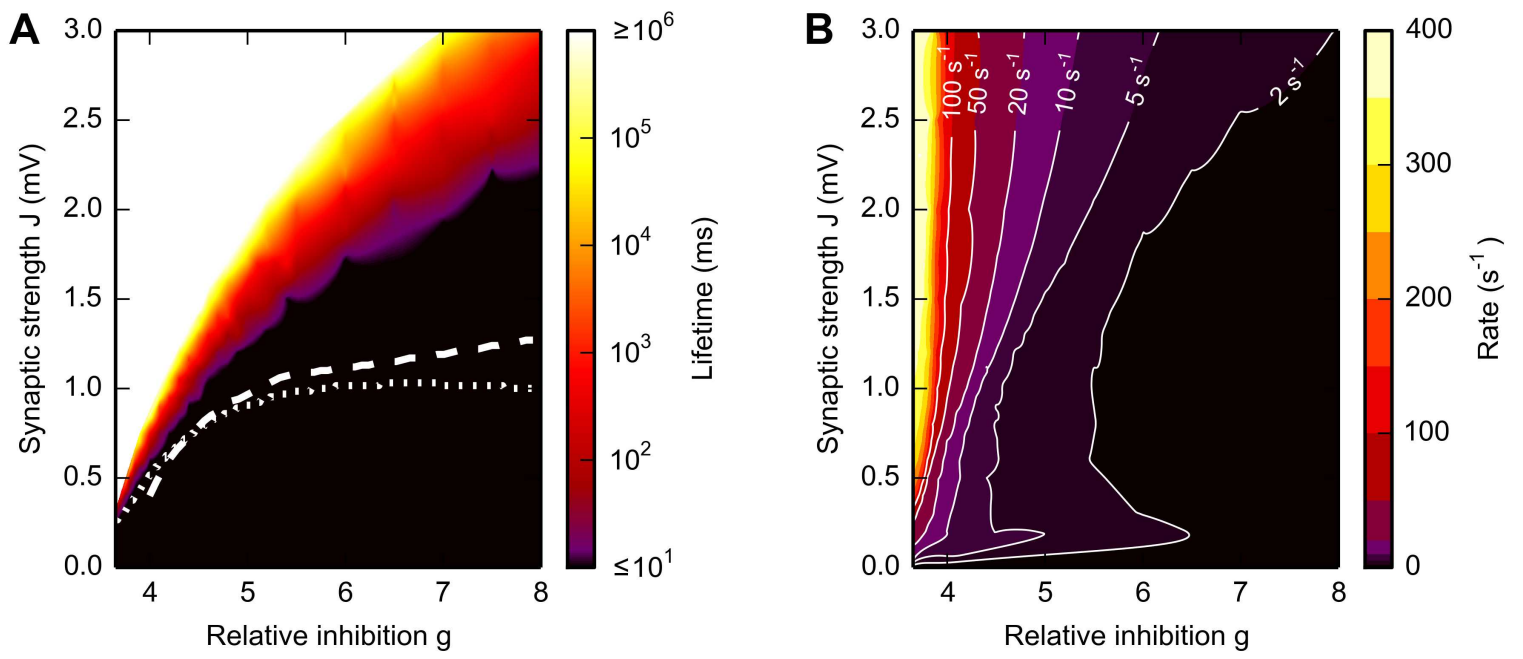 A
3.0
2.5
2.0
1.5
1.0
0.5
0.0
4 5 6 7 8
Synaptic strength J (mV)
Relative inhibition g
≥10⁶
10⁵
10⁴
10³
10²
≤10¹
Lifetime (ms)
B
3.0
2.5
2.0
1.5
1.0
0.5
0.0
4 5 6 7 8
Synaptic strength J (mV)
Relative inhibition g
100 s⁻¹
50 s⁻¹
20 s⁻¹
10 s⁻¹
5 s⁻¹
2 s⁻¹
400
300
200
100
0
Rate (s⁻¹)